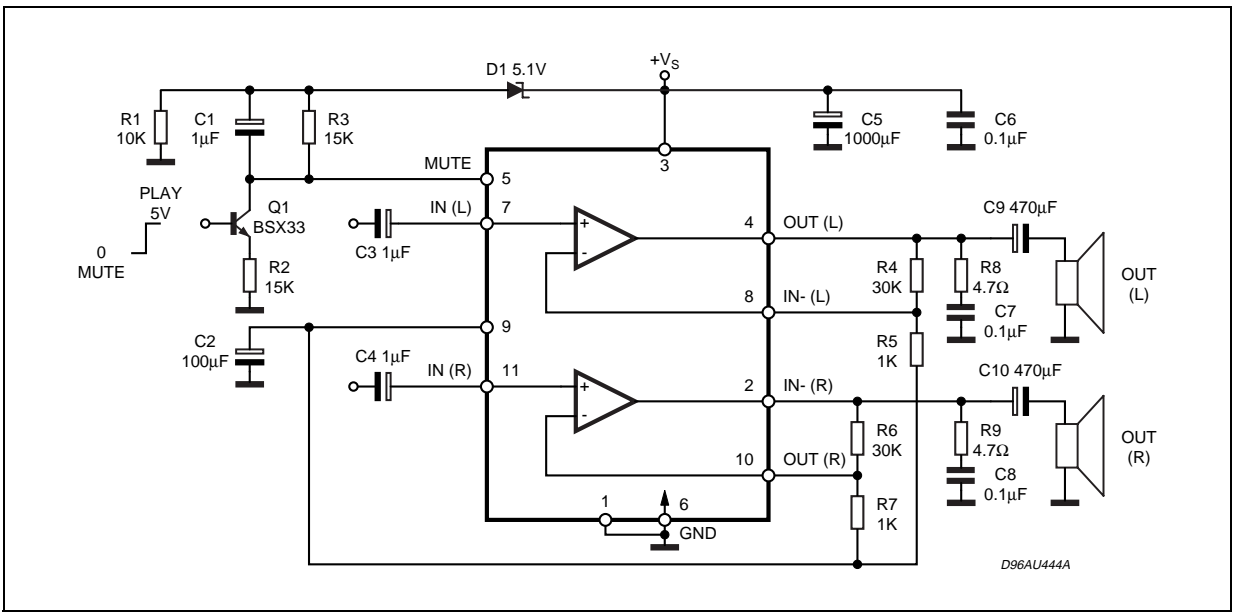 D1 5.1V
+VS
R1
10K
C1
1µF
R3
15K
C5
1000µF
C6
0.1µF
3
MUTE
5
PLAY
5V
0
MUTE
Q1
BSX33
R2
15K
IN (L)
7
C3 1µF
+
-
4
OUT (L)
8
IN- (L)
R4
30K
R8
4.7Ω
C7
0.1µF
C9 470µF
OUT
(L)
R5
1K
9
C2
100µF
C4 1µF
IN (R)
11
+
-
2
IN- (R)
10
OUT (R)
R6
30K
R9
4.7Ω
C8
0.1µF
C10 470µF
OUT
(R)
R7
1K
1
6
GND
D96AU444A